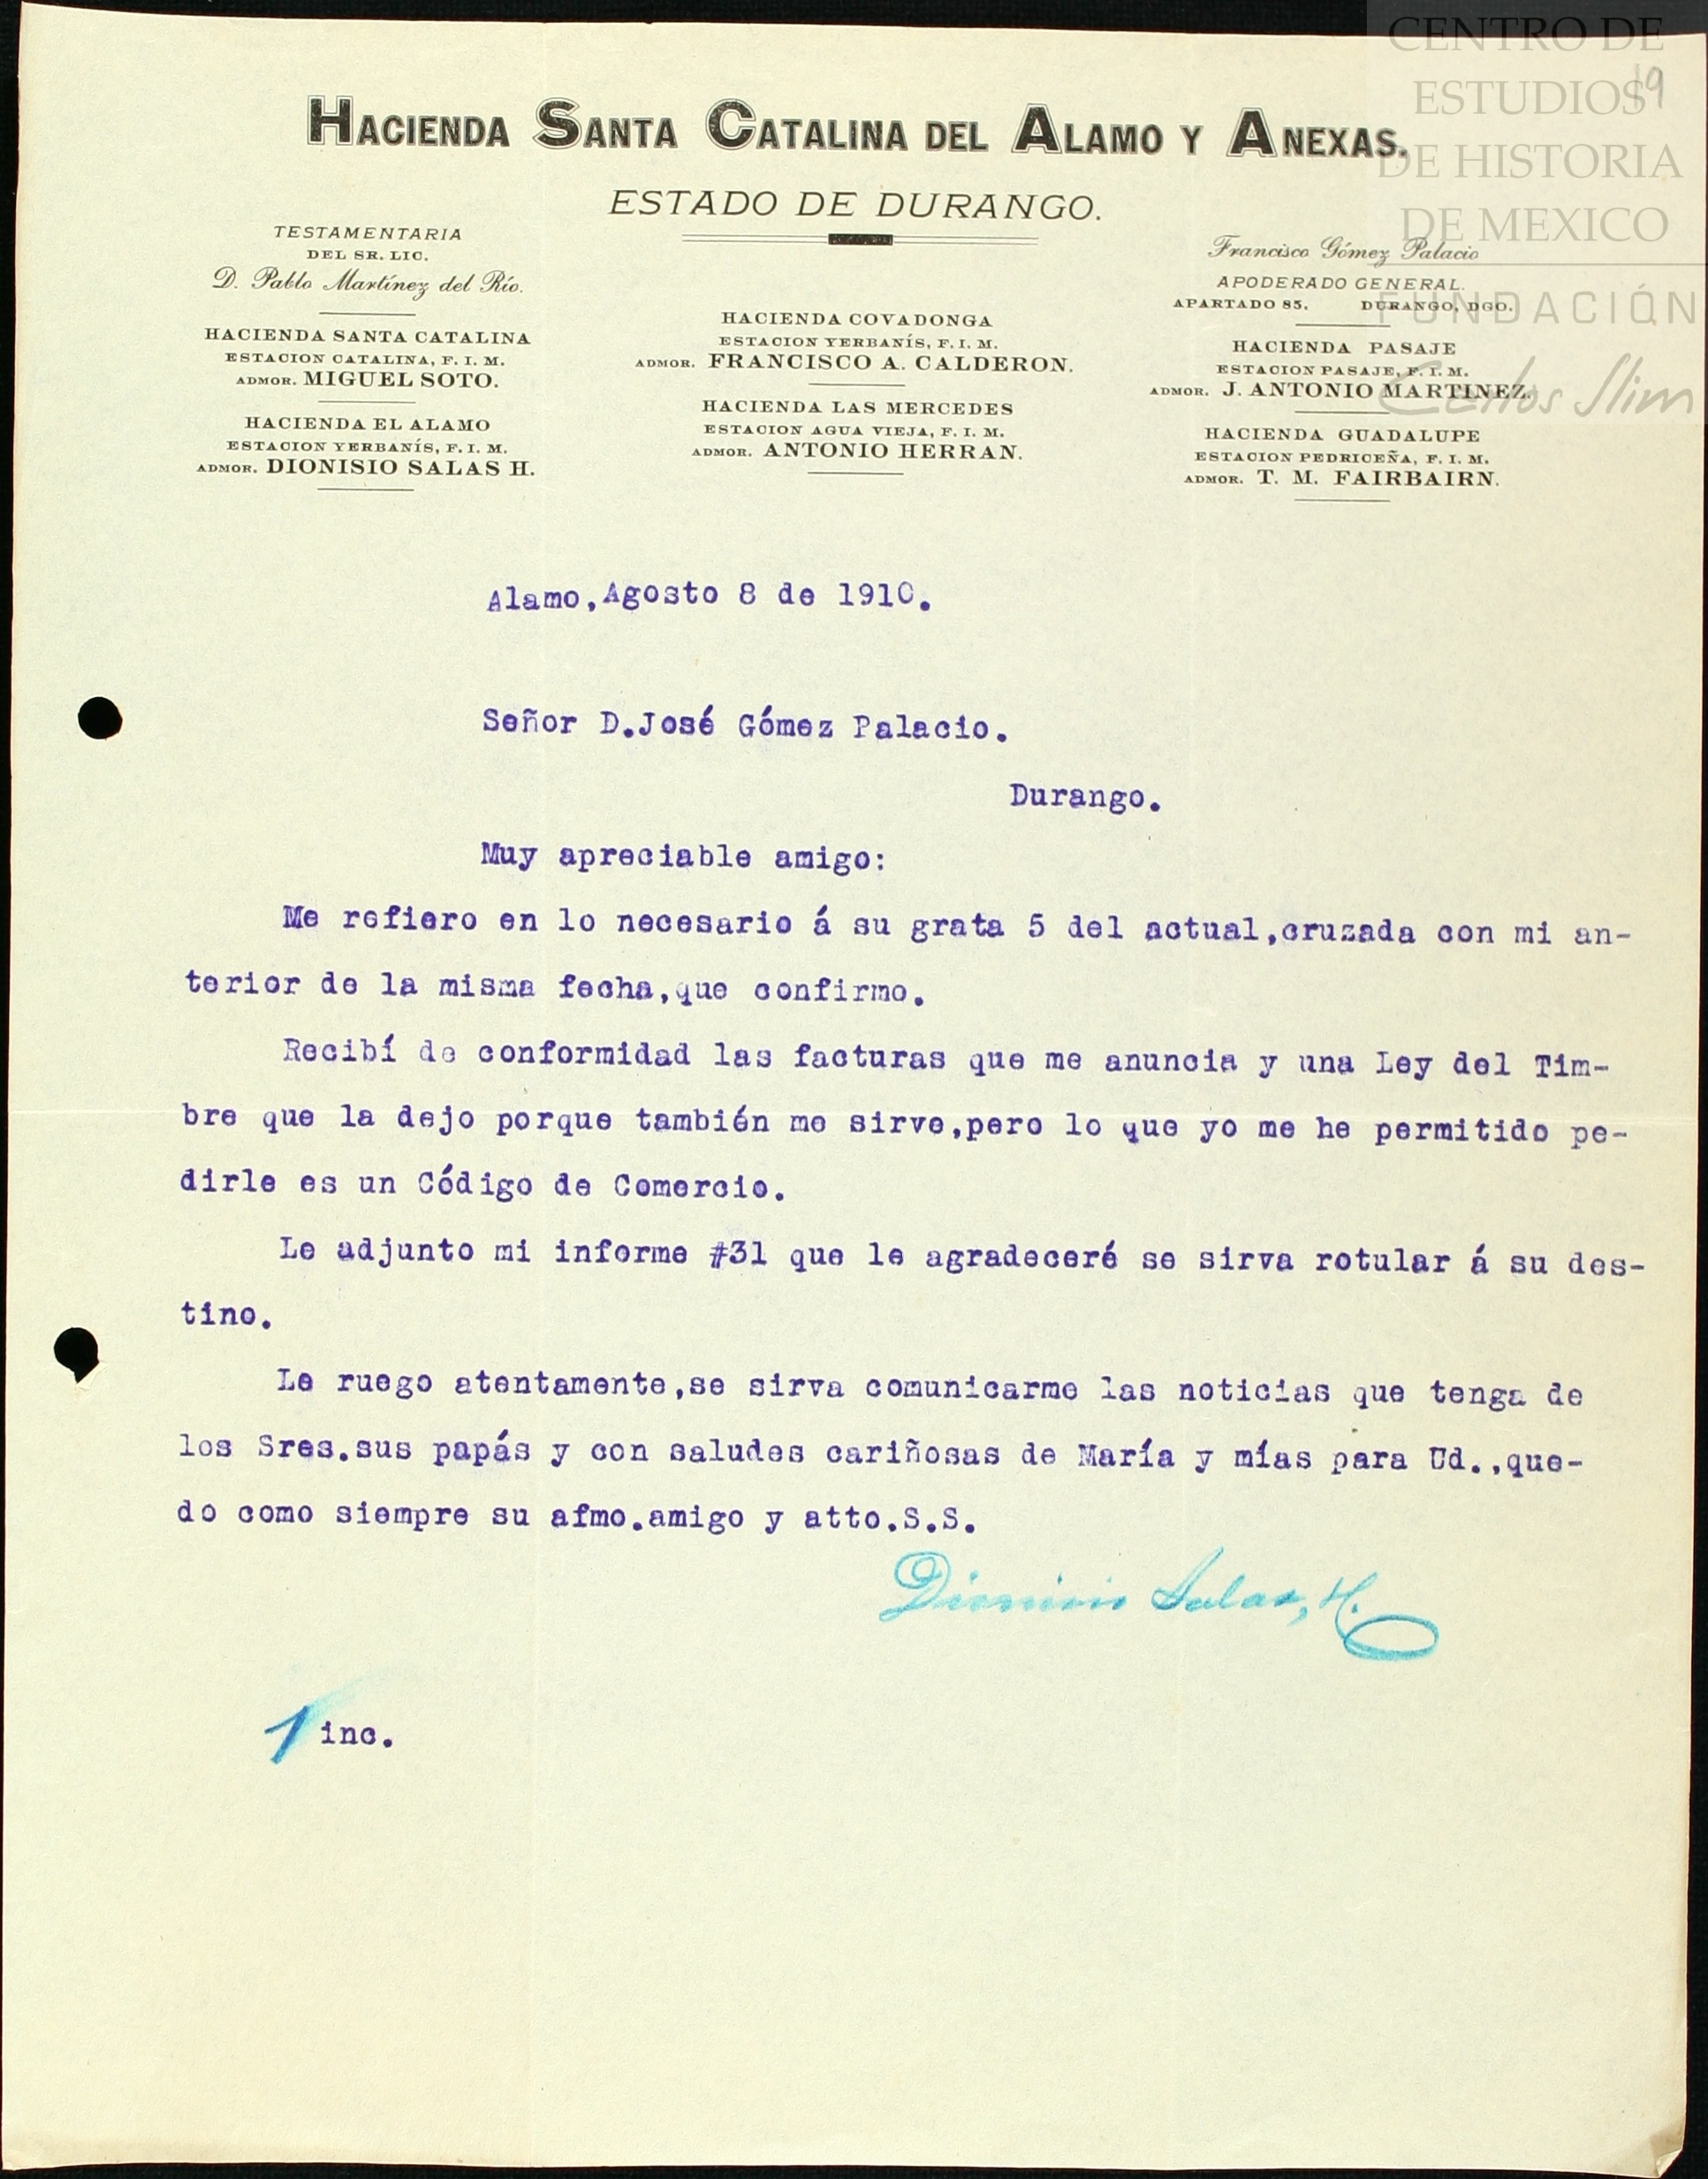 CENTRO DE
ESTUDIOS
DE HISTORIA
DE MEXICO
FUNDACIÓN
Carlos Slim
19
HACIENDA SANTA CATALINA DEL ALAMO Y ANEXAS.
ESTADO DE DURANGO.
TESTAMENTARIA
DEL SR. LIC.
D. Pablo Martínez del Río.
HACIENDA SANTA CATALINA
ESTACION CATALINA, F. I. M.
ADMOR. MIGUEL SOTO.
HACIENDA EL ALAMO
ESTACION YERBANÍS, F. I. M.
ADMOR. DIONISIO SALAS H.
HACIENDA COVADONGA
ESTACION YERBANÍS, F. I. M.
ADMOR. FRANCISCO A. CALDERON.
HACIENDA LAS MERCEDES
ESTACION AGUA VIEJA, F. I. M.
ADMOR. ANTONIO HERRAN.
Francisco Gómez Palacio
APODERADO GENERAL.
APARTADO 85. DURANGO, DGO.
HACIENDA PASAJE
ESTACION PASAJE, F. I. M.
ADMOR. J. ANTONIO MARTINEZ.
HACIENDA GUADALUPE
ESTACION PEDRICEÑA, F. I. M.
ADMOR. T. M. FAIRBAIRN.
Alamo,Agosto 8 de 1910.
Señor D.José Gómez Palacio.
Durango.
Muy apreciable amigo:
Me refiero en lo necesario á su grata 5 del actual,cruzada con mi an-
terior de la misma fecha,que confirmo.
Recibí de conformidad las facturas que me anuncia y una Ley del Tim-
bre que la dejo porque también me sirve,pero lo que yo me he permitido pe-
dirle es un Código de Comercio.
Le adjunto mi informe #31 que le agradeceré se sirva rotular á su des-
tino.
Le ruego atentamente,se sirva comunicarme las noticias que tenga de
los Sres.sus papás y con saludes cariñosas de María y mías para Ud.,que-
do como siempre su afmo.amigo y atto.S.S.
Dionisio Salas, H.
1 inc.